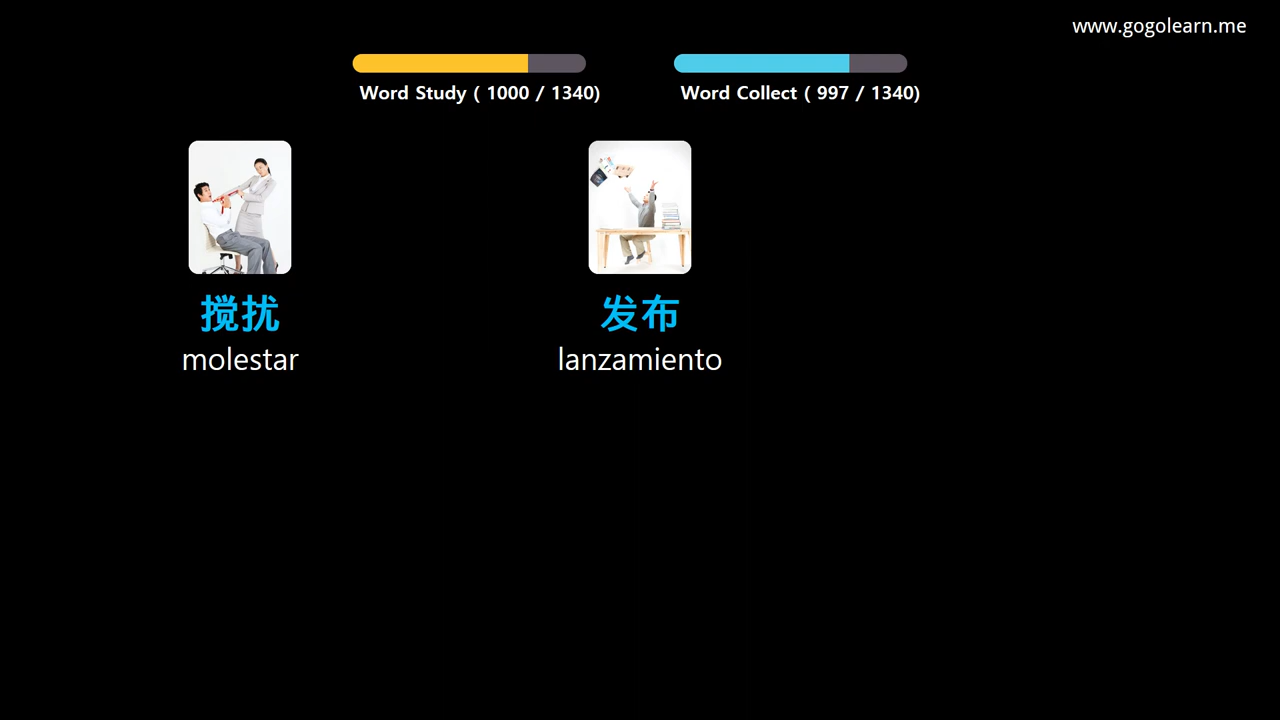 www.gogolearn.me
Word Study ( 1000 / 1340)
Word Collect ( 997 / 1340)
搅扰
molestar
发布
lanzamiento